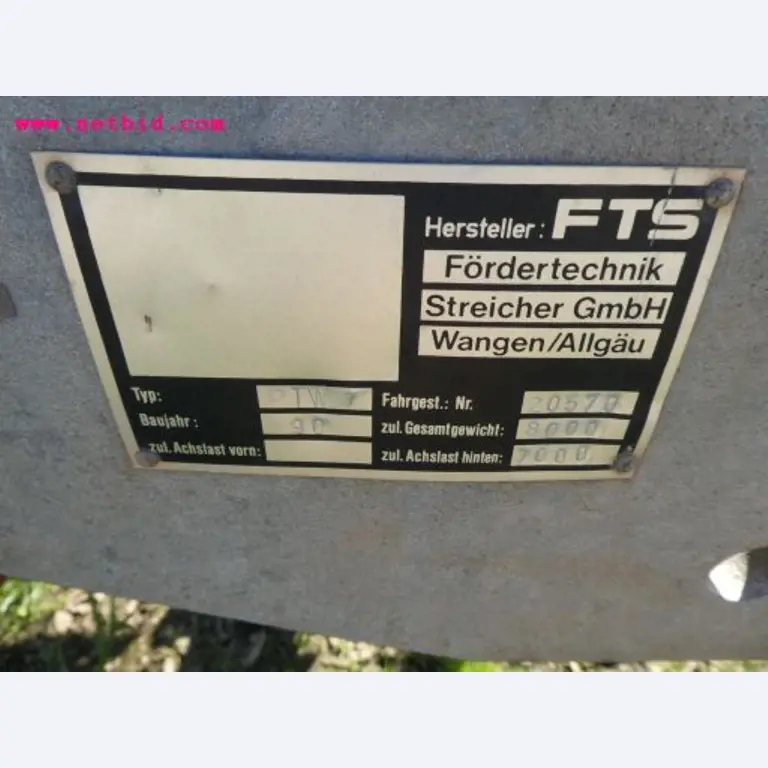 www.netbid.com
Hersteller: FTS
Fördertechnik
Streicher GmbH
Wangen/Allgäu
Typ:
Fahrgest.: Nr. 20570
Baujahr: 90
zul. Gesamtgewicht: 8000
zul. Achslast vorn:
zul. Achslast hinten: 7000